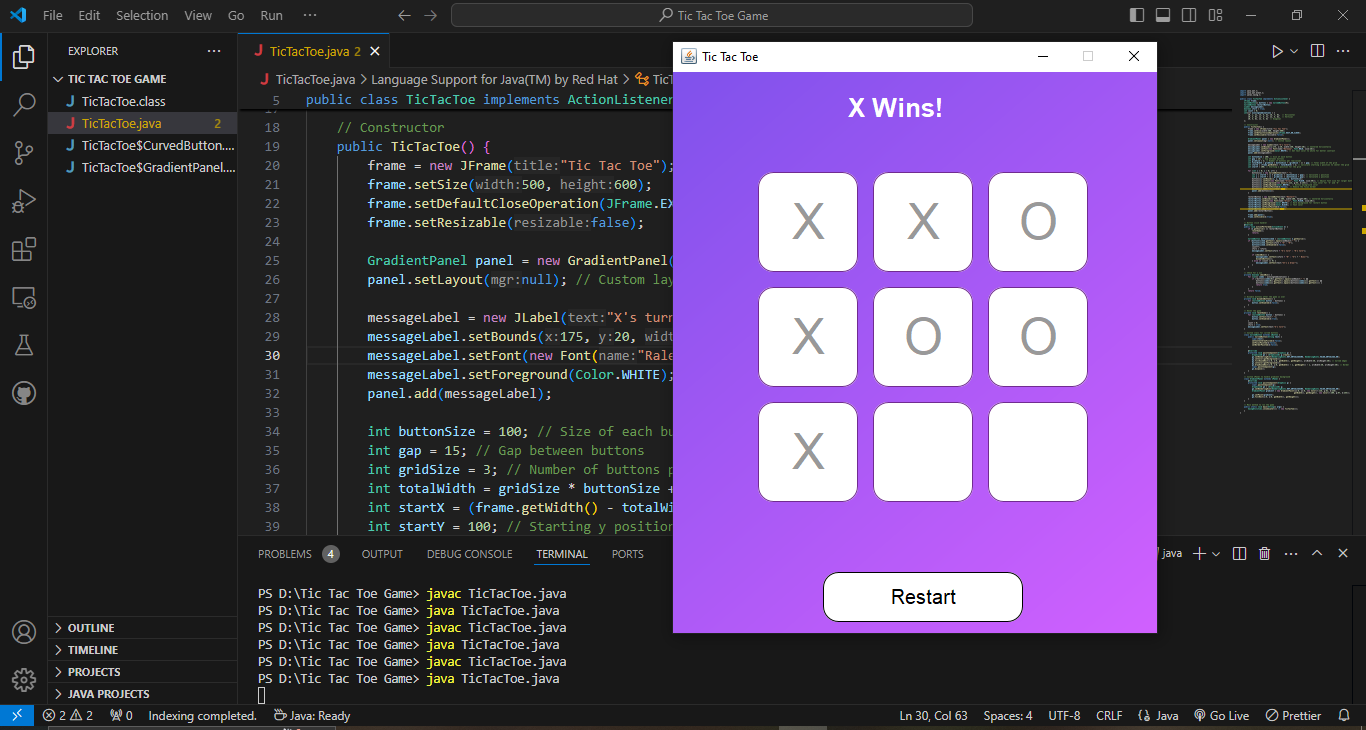 File Edit Selection View Go Run ··· Tic Tac Toe Game
EXPLORER ···
TIC TAC TOE GAME
TicTacToe.class
TicTacToe.java 2
TicTacToe$CurvedButton....
TicTacToe$GradientPanel....
OUTLINE
TIMELINE
PROJECTS
JAVA PROJECTS
TicTacToe.java 2
TicTacToe.java > Language Support for Java(TM) by Red Hat >
5 public class TicTacToe implements ActionListener
18 // Constructor
19 public TicTacToe() {
20 frame = new JFrame(title:"Tic Tac Toe");
21 frame.setSize(width:500, height:600);
22 frame.setDefaultCloseOperation(JFrame.EX
23 frame.setResizable(resizable:false);
24
25 GradientPanel panel = new GradientPanel(
26 panel.setLayout(mgr:null); // Custom lay
27
28 messageLabel = new JLabel(text:"X's turn
29 messageLabel.setBounds(x:175, y:20, widt
30 messageLabel.setFont(new Font(name:"Rale
31 messageLabel.setForeground(Color.WHITE);
32 panel.add(messageLabel);
33
34 int buttonSize = 100; // Size of each bu
35 int gap = 15; // Gap between buttons
36 int gridSize = 3; // Number of buttons p
37 int totalWidth = gridSize * buttonSize +
38 int startX = (frame.getWidth() - totalWi
39 int startY = 100; // Starting y position
Tic Tac Toe
X Wins!
X X O
X O O
X
Restart
PROBLEMS 4 OUTPUT DEBUG CONSOLE TERMINAL PORTS java
PS D:\Tic Tac Toe Game> javac TicTacToe.java
PS D:\Tic Tac Toe Game> java TicTacToe.java
PS D:\Tic Tac Toe Game> javac TicTacToe.java
PS D:\Tic Tac Toe Game> java TicTacToe.java
PS D:\Tic Tac Toe Game> javac TicTacToe.java
PS D:\Tic Tac Toe Game> java TicTacToe.java
2 2 0 Indexing completed. Java: Ready Ln 30, Col 63 Spaces: 4 UTF-8 CRLF {} Java Go Live Prettier